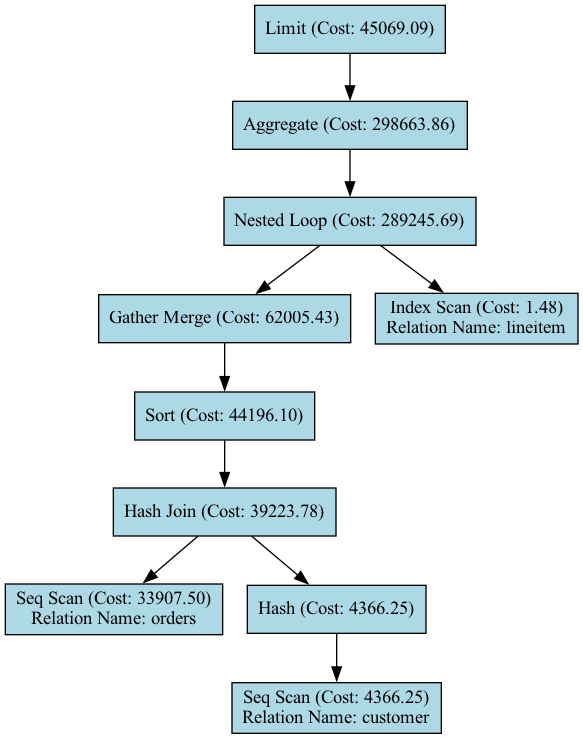 Limit (Cost: 45069.09)
Aggregate (Cost: 298663.86)
Nested Loop (Cost: 289245.69)
Gather Merge (Cost: 62005.43)
Index Scan (Cost: 1.48)
Relation Name: lineitem
Sort (Cost: 44196.10)
Hash Join (Cost: 39223.78)
Seq Scan (Cost: 33907.50)
Relation Name: orders
Hash (Cost: 4366.25)
Seq Scan (Cost: 4366.25)
Relation Name: customer